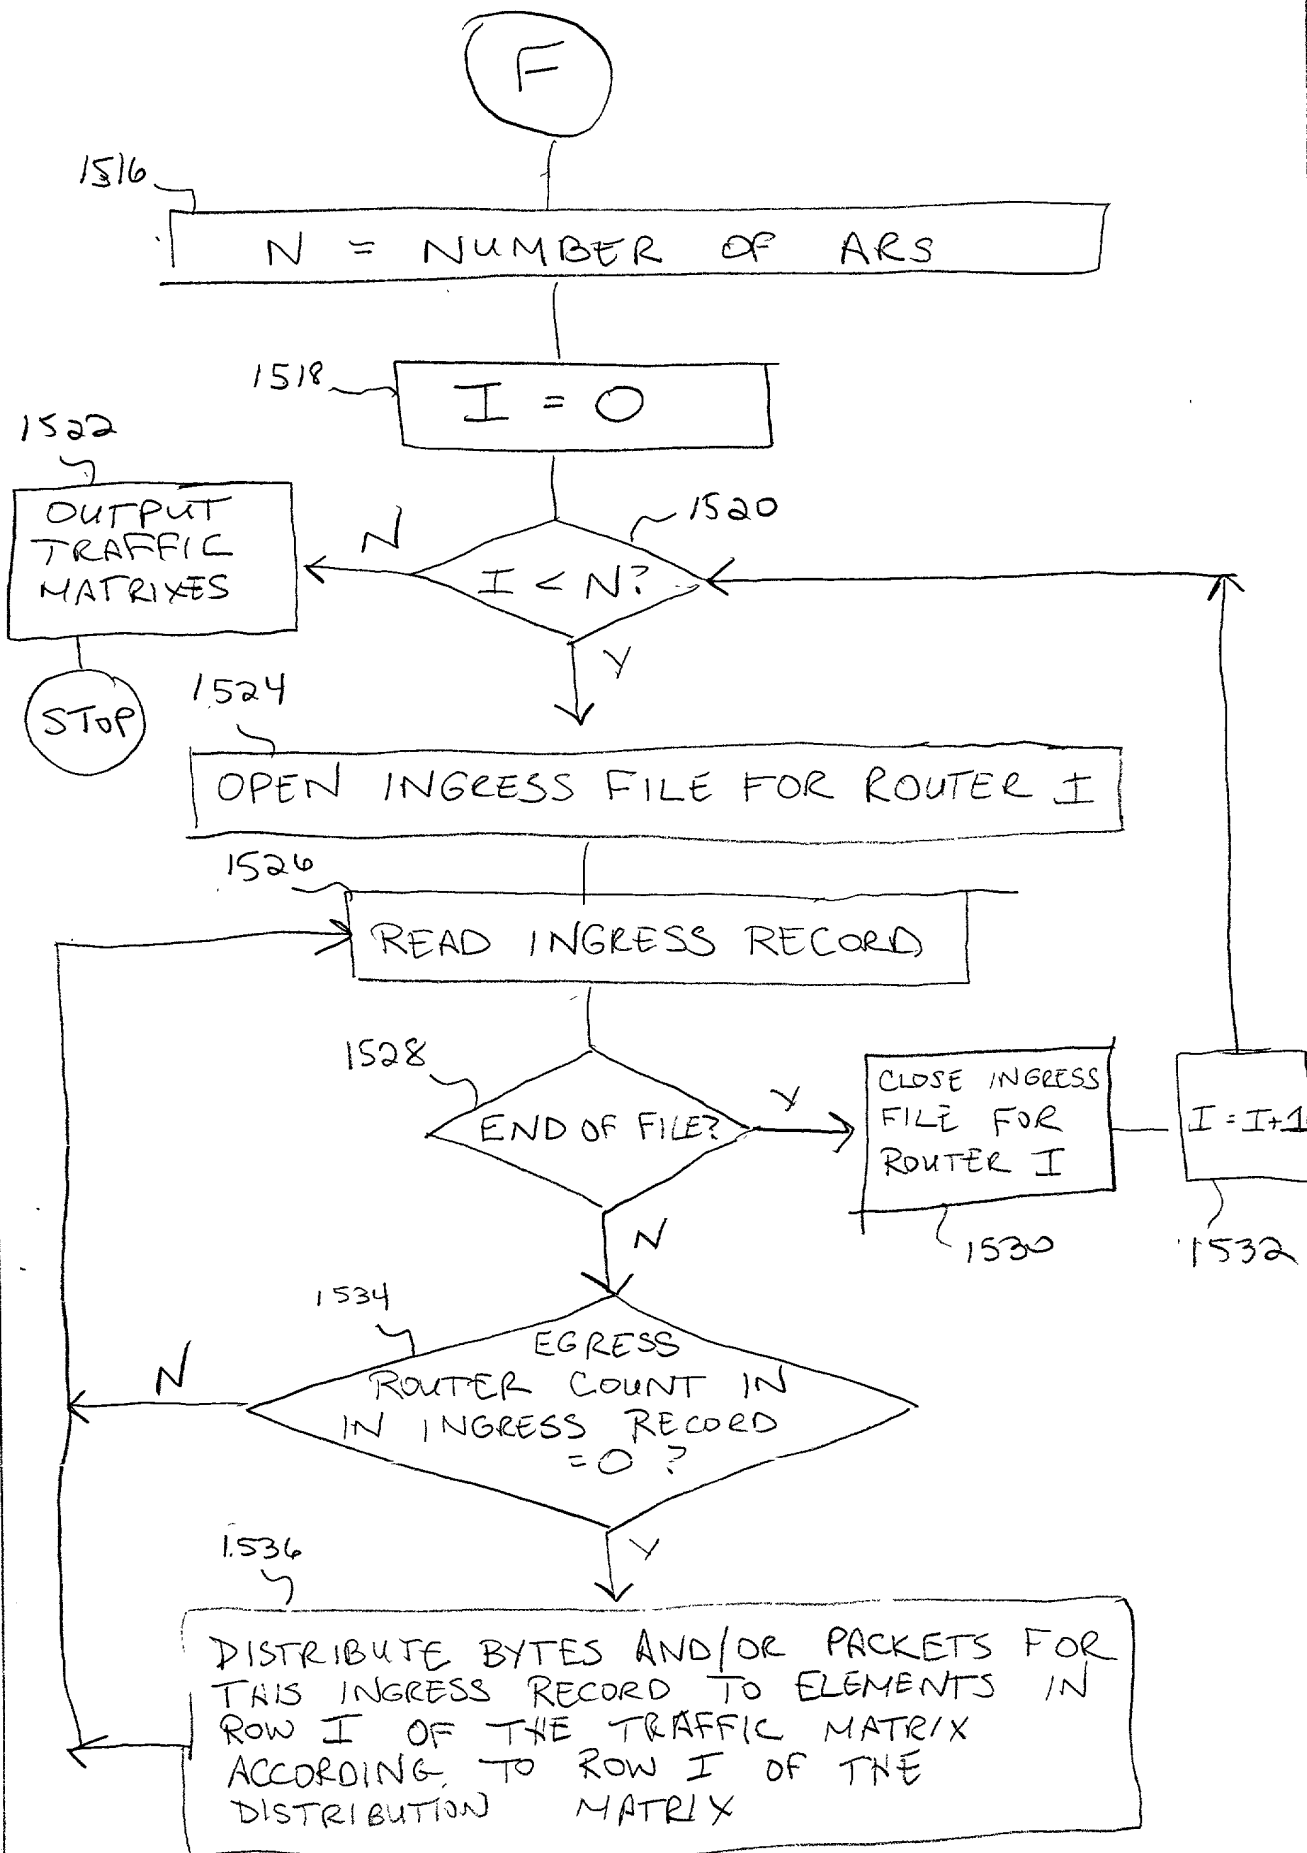 F
1516
N = NUMBER OF ARS
1518
I = 0
1522
OUTPUT
TRAFFIC
MATRIXES
N
1520
I < N?
Y
STOP
1524
OPEN INGRESS FILE FOR ROUTER I
1526
READ INGRESS RECORD
1528
END OF FILE?
Y
CLOSE INGRESS
FILE FOR
ROUTER I
I = I+1
1530
1532
N
1534
EGRESS
ROUTER COUNT IN
IN INGRESS RECORD
= 0 ?
N
Y
1536
DISTRIBUTE BYTES AND/OR PACKETS FOR
THIS INGRESS RECORD TO ELEMENTS IN
ROW I OF THE TRAFFIC MATRIX
ACCORDING TO ROW I OF THE
DISTRIBUTION MATRIX